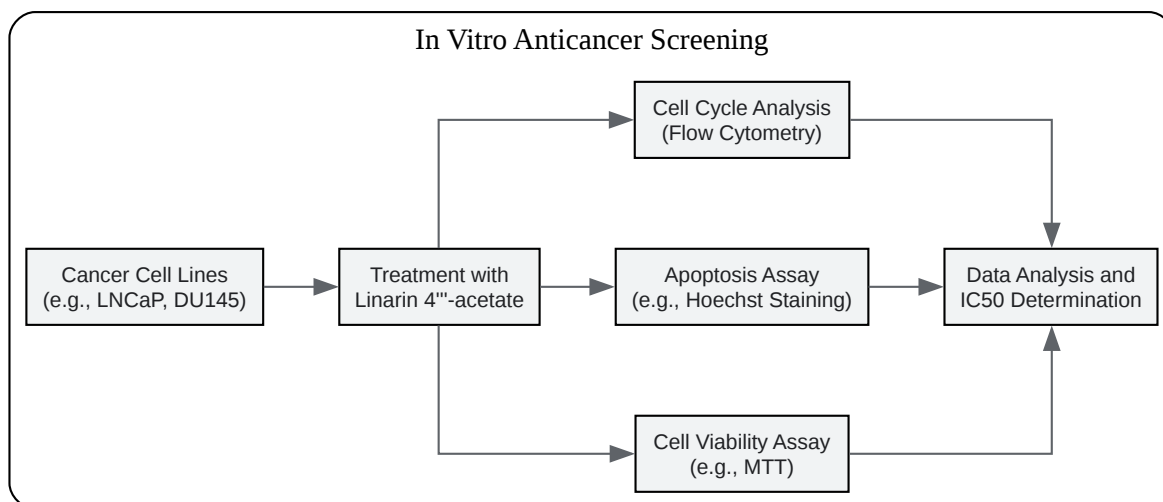 In Vitro Anticancer Screening
Cell Cycle Analysis
(Flow Cytometry)
Cancer Cell Lines
(e.g., LNCaP, DU145)
Treatment with
Linarin 4'''-acetate
Apoptosis Assay
(e.g., Hoechst Staining)
Data Analysis and
IC50 Determination
Cell Viability Assay
(e.g., MTT)